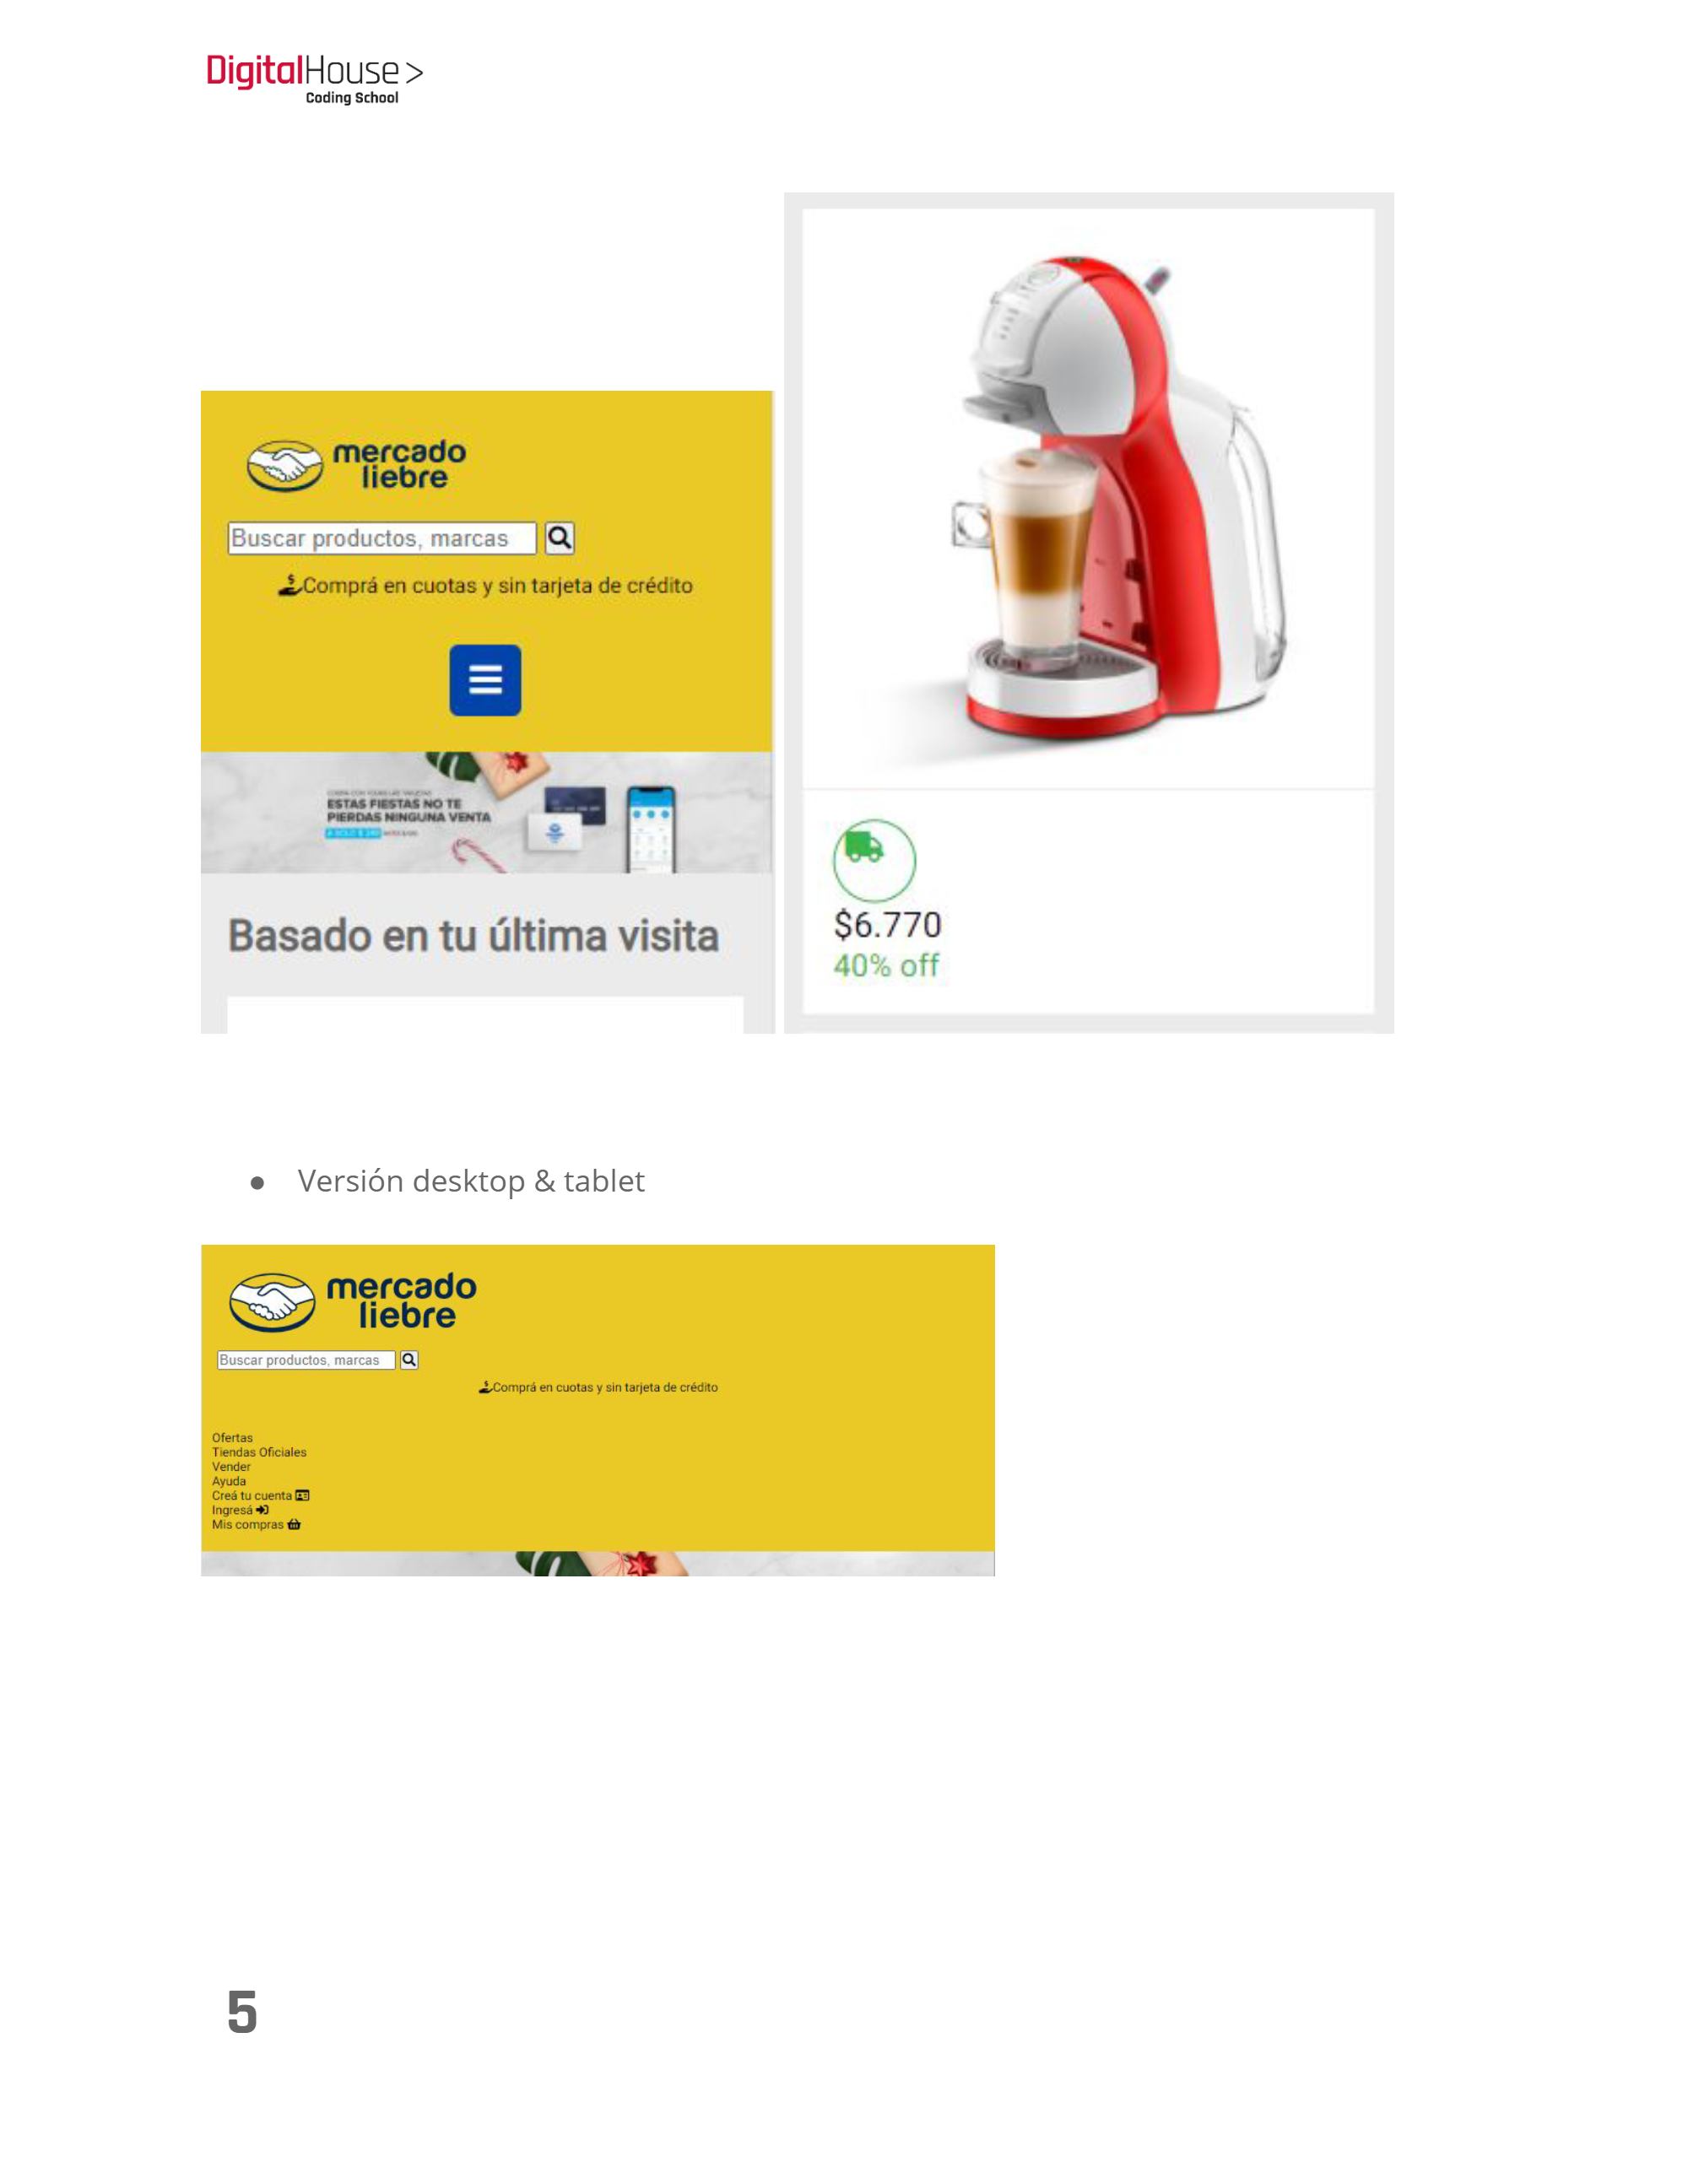 DigitalHouse>
Coding School
mercado
liebre
Buscar productos, marcas
Comprá en cuotas y sin tarjeta de crédito
ESTAS FIESTAS NO TE
PIERDAS NINGUNA VENTA
Basado en tu última visita
$6.770
40% off
● Versión desktop & tablet
mercado
liebre
Buscar productos, marcas
Comprá en cuotas y sin tarjeta de crédito
Ofertas
Tiendas Oficiales
Vender
Ayuda
Creá tu cuenta
Ingresá
Mis compras
5